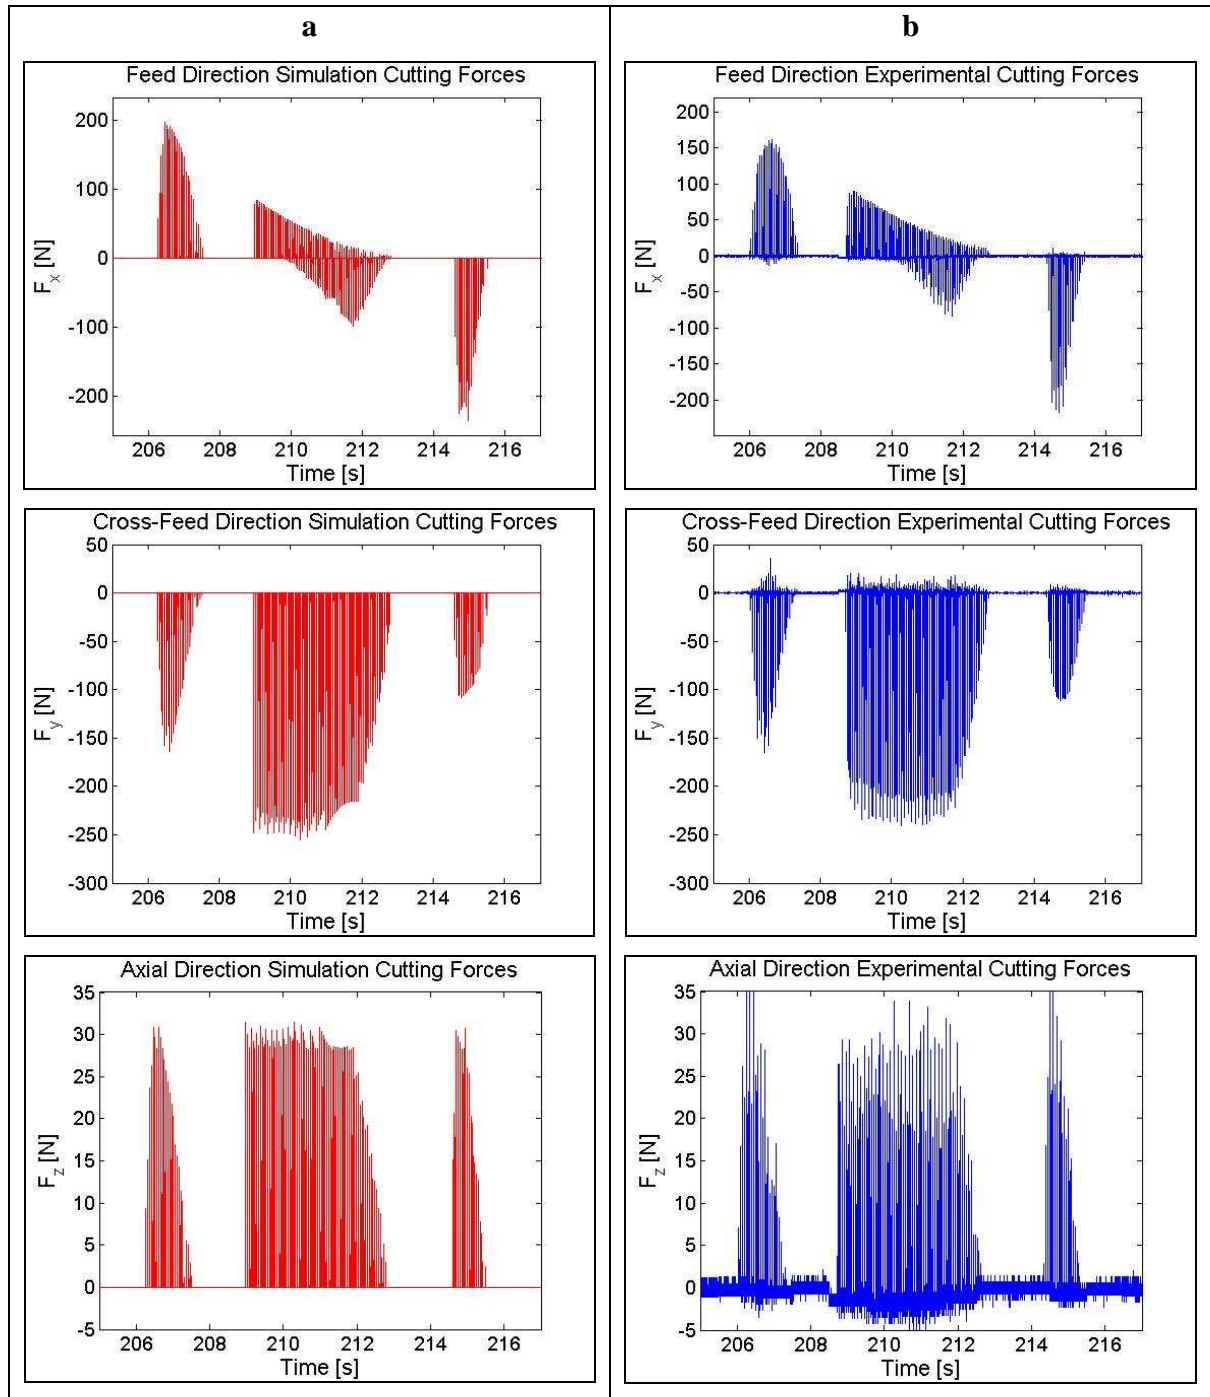 a
b
Feed Direction Simulation Cutting Forces
200
100
0
-100
-200
F_x [N]
206 208 210 212 214 216
Time [s]
Feed Direction Experimental Cutting Forces
200
150
100
50
0
-50
-100
-150
-200
F_x [N]
206 208 210 212 214 216
Time [s]
Cross-Feed Direction Simulation Cutting Forces
50
0
-50
-100
-150
-200
-250
-300
F_y [N]
206 208 210 212 214 216
Time [s]
Cross-Feed Direction Experimental Cutting Forces
50
0
-50
-100
-150
-200
-250
-300
F_y [N]
206 208 210 212 214 216
Time [s]
Axial Direction Simulation Cutting Forces
35
30
25
20
15
10
5
0
-5
F_z [N]
206 208 210 212 214 216
Time [s]
Axial Direction Experimental Cutting Forces
35
30
25
20
15
10
5
0
-5
F_z [N]
206 208 210 212 214 216
Time [s]